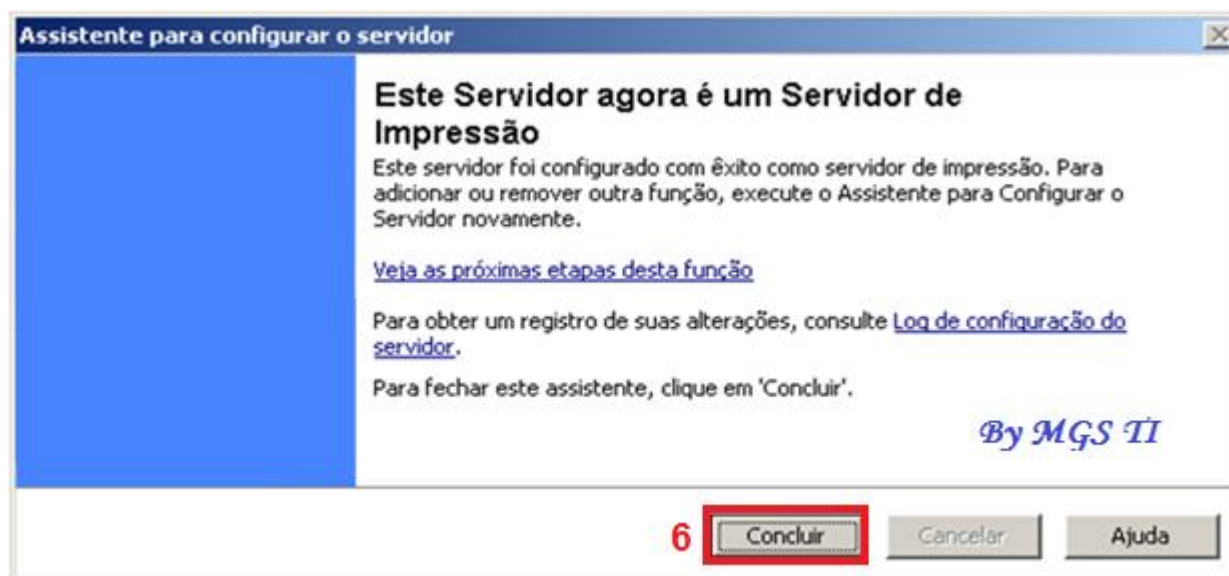 Assistente para configurar o servidor
Este Servidor agora é um Servidor de
Impressão
Este servidor foi configurado com êxito como servidor de impressão. Para
adicionar ou remover outra função, execute o Assistente para Configurar o
Servidor novamente.
Veja as próximas etapas desta função
Para obter um registro de suas alterações, consulte Log de configuração do
servidor.
Para fechar este assistente, clique em 'Concluir'.
By MGS TI
6 Concluir Cancelar Ajuda